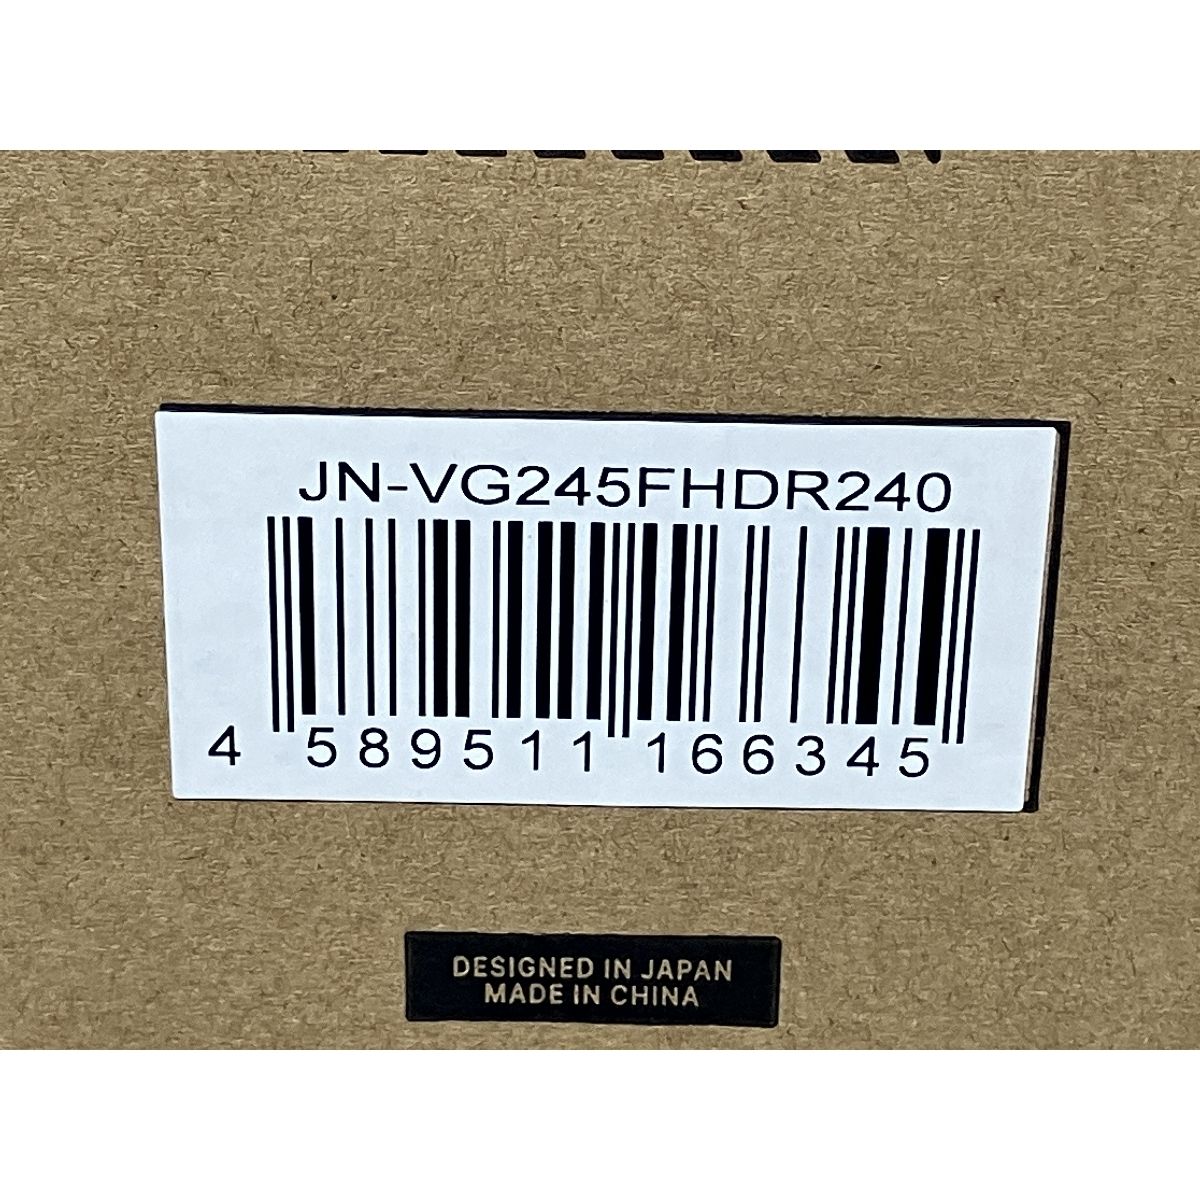 JN-VG245FHDR240
4 589511 166345
DESIGNED IN JAPAN
MADE IN CHINA